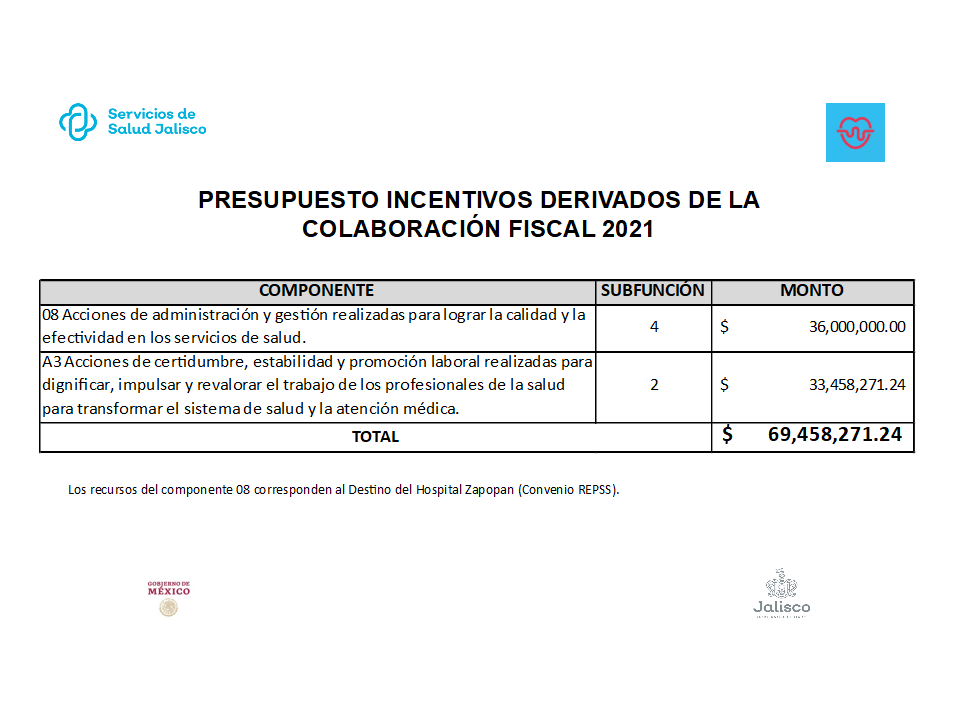 Servicios de
Salud Jalisco
PRESUPUESTO INCENTIVOS DERIVADOS DE LA
COLABORACIÓN FISCAL 2021
COMPONENTE SUBFUNCIÓN MONTO
08 Acciones de administración y gestión realizadas para lograr la calidad y la
efectividad en los servicios de salud.
4 $ 36,000,000.00
A3 Acciones de certidumbre, estabilidad y promoción laboral realizadas para
dignificar, impulsar y revalorar el trabajo de los profesionales de la salud
para transformar el sistema de salud y la atención médica.
2 $ 33,458,271.24
TOTAL $ 69,458,271.24
Los recursos del componente 08 corresponden al Destino del Hospital Zapopan (Convenio REPSS).
GOBIERNO DE
MÉXICO
Jalisco